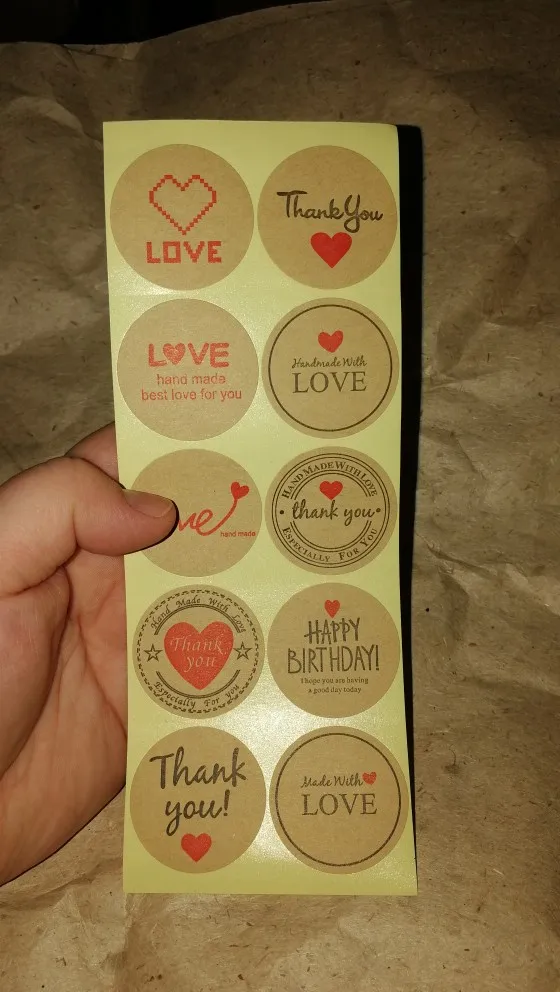 LOVE
Thank You
LOVE
hand made
best love for you
Handmade With
LOVE
hand made
HAND MADE WITH LOVE
thank you
ESPECIALLY FOR YOU
Hand Made With Love
Thank
you
Especially For you
HAPPY
BIRTHDAY!
I hope you are having
a good day today
Thank
you!
Made With
LOVE